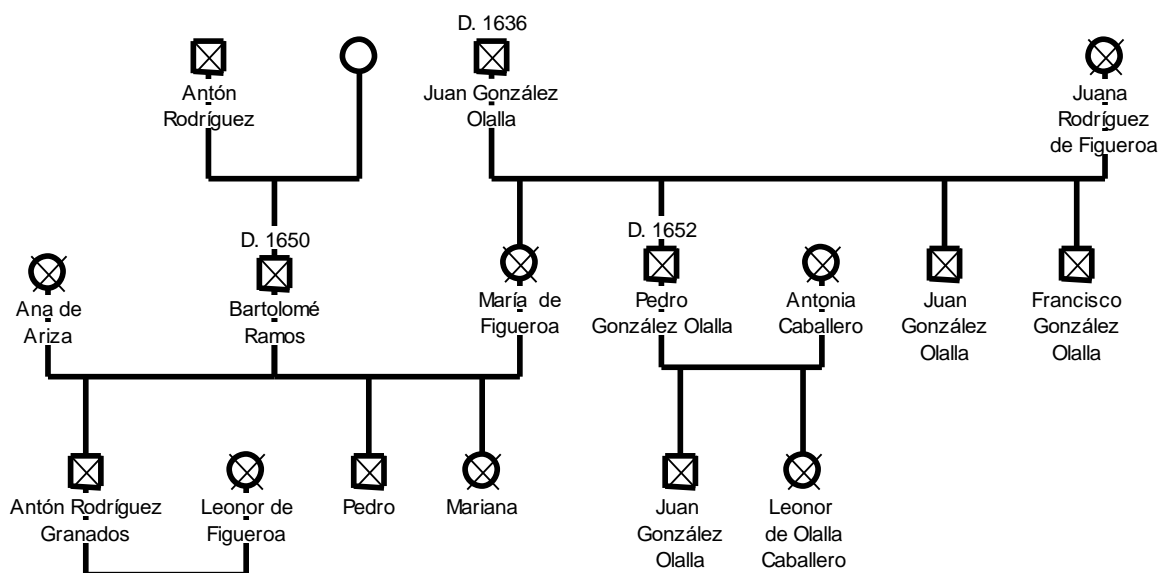 D. 1636
Antón
Rodríguez
Juan González
Olalla
Juana
Rodríguez
de Figueroa
D. 1650
D. 1652
Ana de
Ariza
Bartolomé
Ramos
María de
Figueroa
Pedro
González Olalla
Antonia
Caballero
Juan
González
Olalla
Francisco
González
Olalla
Antón Rodríguez
Granados
Leonor de
Figueroa
Pedro
Mariana
Juan
González
Olalla
Leonor
de Olalla
Caballero